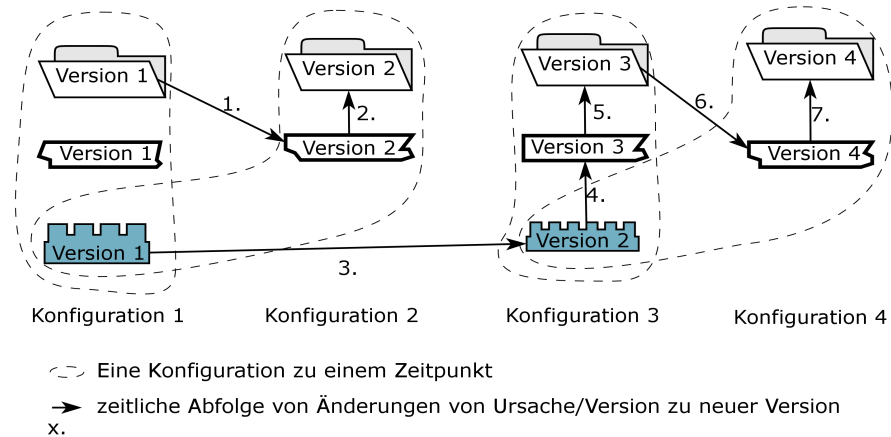 Version 1
Version 2
Version 3
Version 4
1.
2.
5.
6.
7.
Version 1
Version 2
Version 3
Version 4
4.
Version 1
Version 2
3.
Konfiguration 1
Konfiguration 2
Konfiguration 3
Konfiguration 4
Eine Konfiguration zu einem Zeitpunkt
zeitliche Abfolge von Änderungen von Ursache/Version zu neuer Version
x.